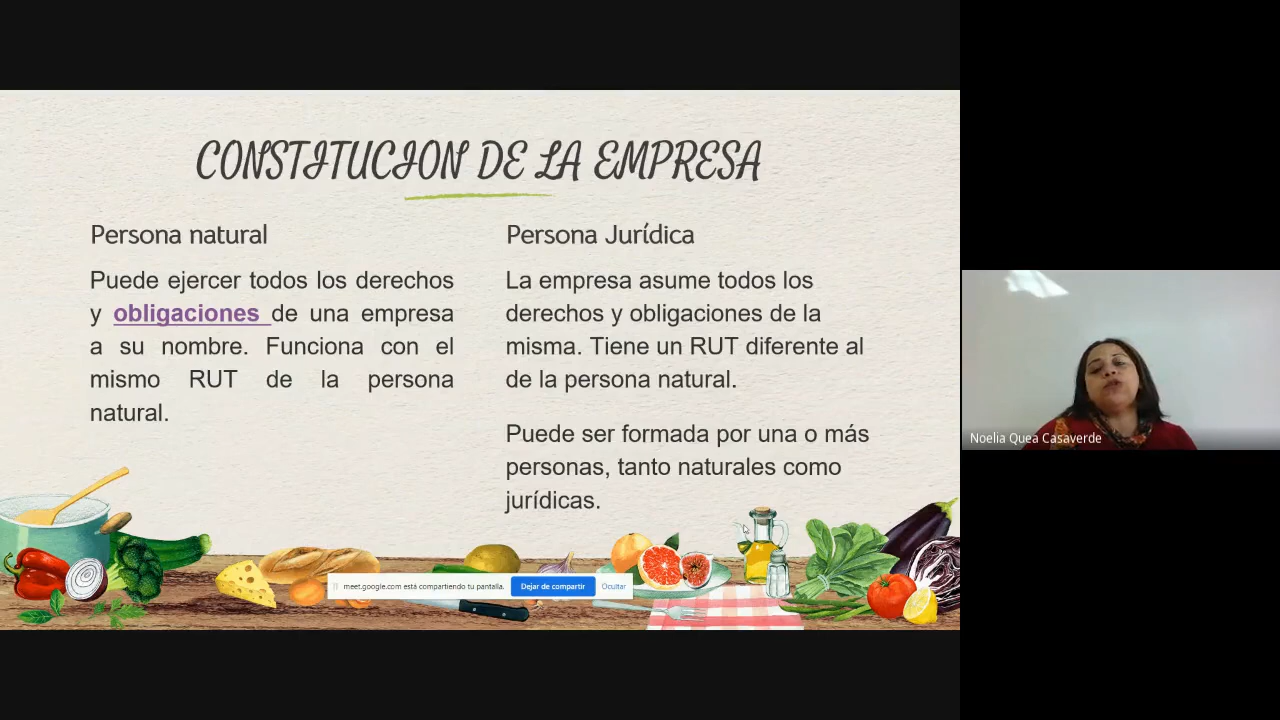 CONSTITUCION DE LA EMPRESA
Persona natural
Puede ejercer todos los derechos
y obligaciones de una empresa
a su nombre. Funciona con el
mismo RUT de la persona
natural.
Persona Jurídica
La empresa asume todos los
derechos y obligaciones de la
misma. Tiene un RUT diferente al
de la persona natural.
Puede ser formada por una o más
personas, tanto naturales como
jurídicas.
meet.google.com está compartiendo tu pantalla.
Dejar de compartir
Ocultar
Noelia Quea Casaverde